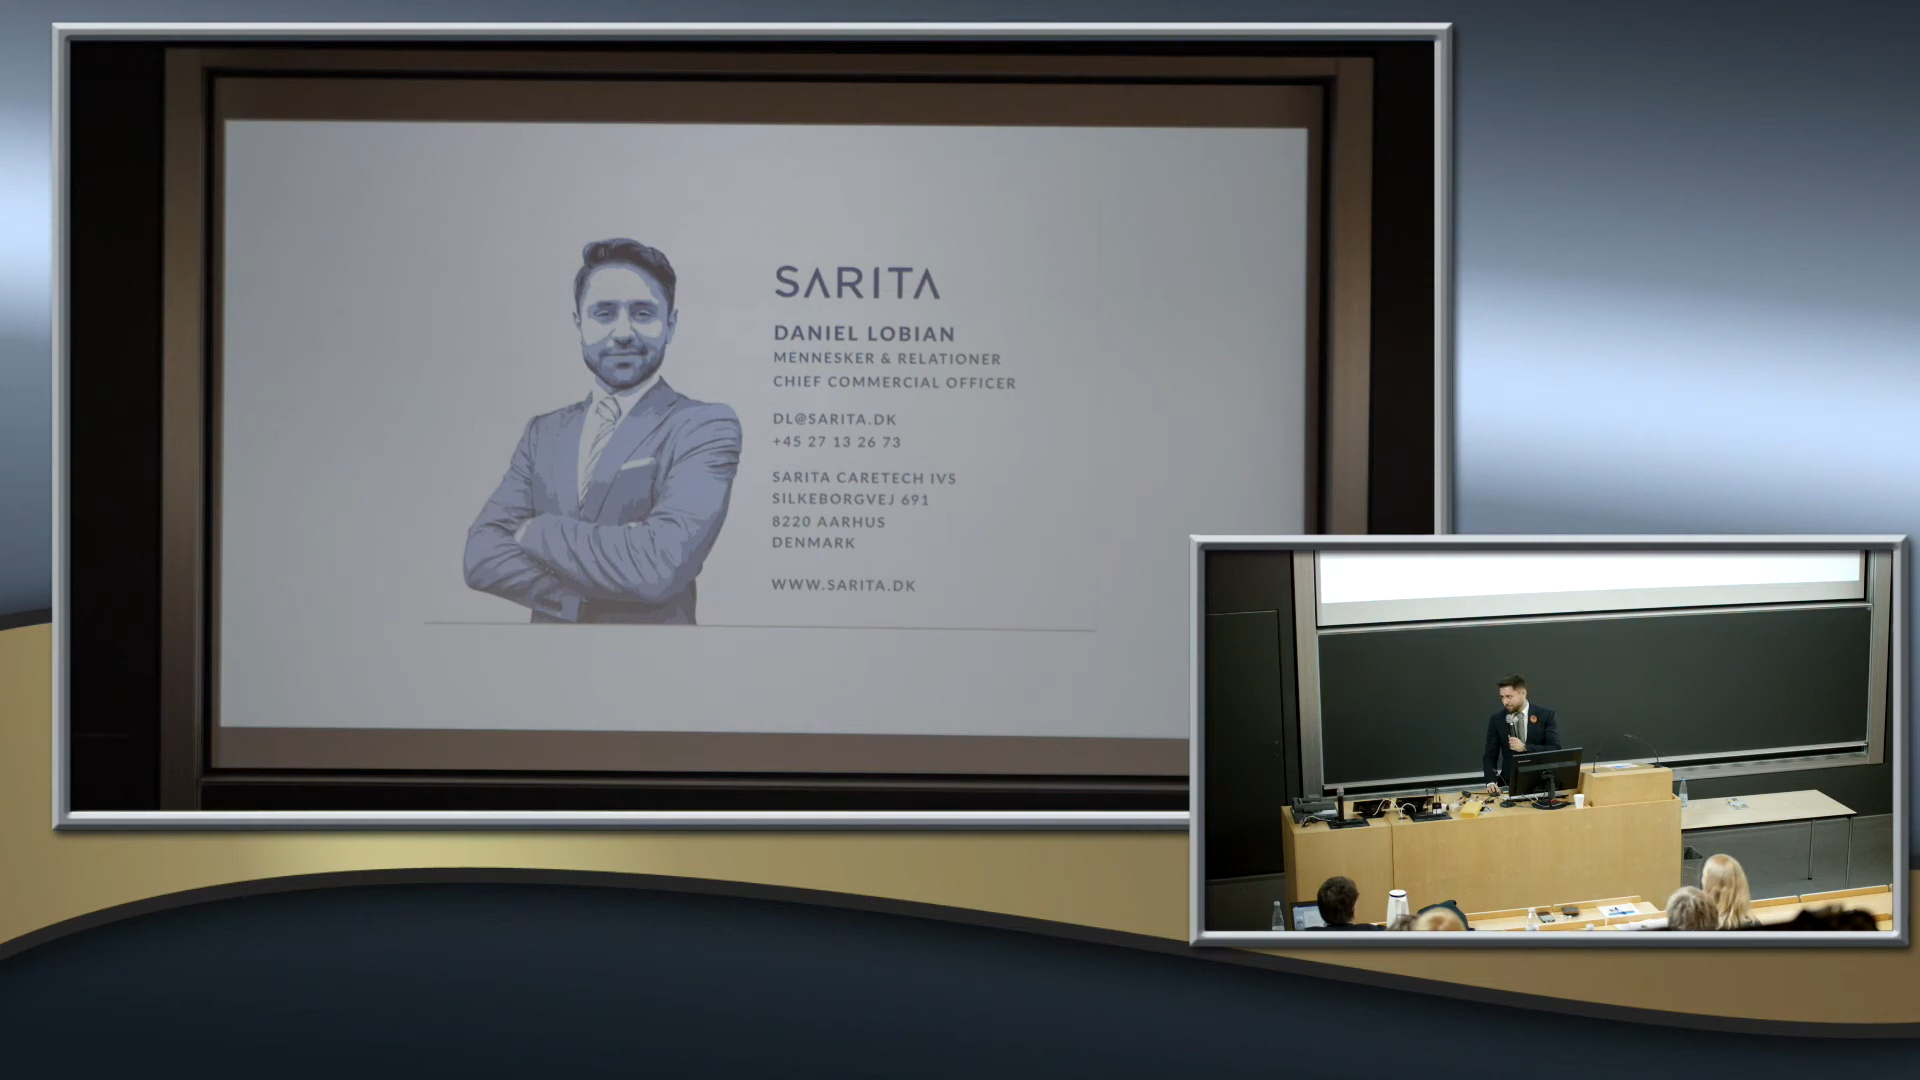 SARITA
DANIEL LOBIAN
MENNESKER & RELATIONER
CHIEF COMMERCIAL OFFICER
DL@SARITA.DK
+45 27 13 26 73
SARITA CARETECH IVS
SILKEBORGVEJ 691
8220 AARHUS
DENMARK
WWW.SARITA.DK